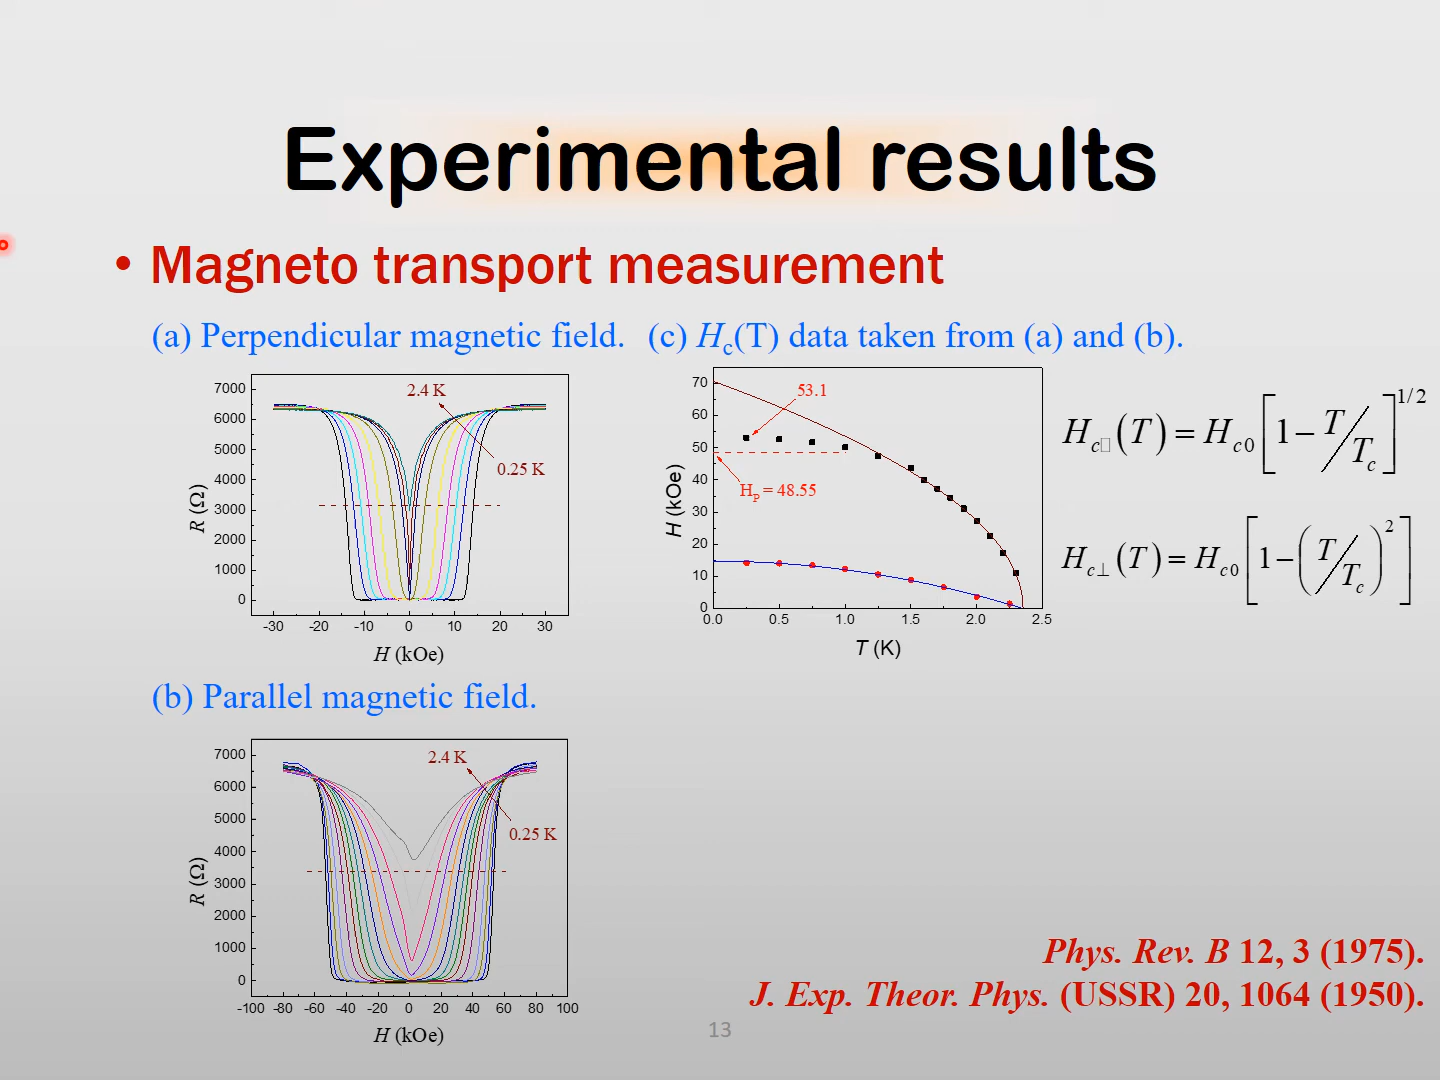 Experimental results
• Magneto transport measurement
(a) Perpendicular magnetic field.
(c) Hc(T) data taken from (a) and (b).
7000
6000
5000
4000
3000
2000
1000
0
R (Ω)
2.4 K
0.25 K
-30 -20 -10 0 10 20 30
H (kOe)
70
60
50
40
30
20
10
0
H (kOe)
53.1
HP = 48.55
0.0 0.5 1.0 1.5 2.0 2.5
T (K)
Hc□(T) = Hc0[1−T/Tc]1/2
Hc⊥(T) = Hc0[1−(T/Tc)2]
(b) Parallel magnetic field.
7000
6000
5000
4000
3000
2000
1000
0
R (Ω)
2.4 K
0.25 K
-100 -80 -60 -40 -20 0 20 40 60 80 100
H (kOe)
Phys. Rev. B 12, 3 (1975).
J. Exp. Theor. Phys. (USSR) 20, 1064 (1950).
13